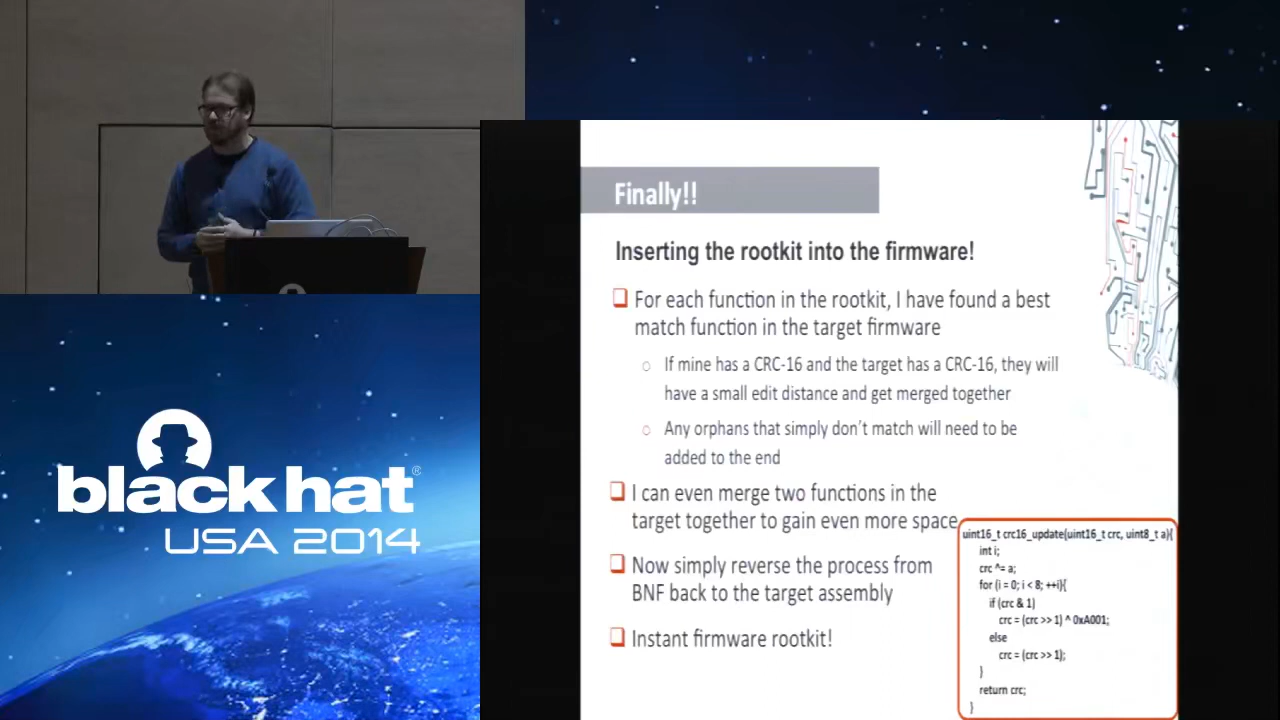 Finally!!
Inserting the rootkit into the firmware!
For each function in the rootkit, I have found a best
match function in the target firmware
If mine has a CRC-16 and the target has a CRC-16, they will
have a small edit distance and get merged together
Any orphans that simply don't match will need to be
added to the end
I can even merge two functions in the
target together to gain even more space
Now simply reverse the process from
BNF back to the target assembly
Instant firmware rootkit!
uint16_t crc16_update(uint16_t crc, uint8_t a){
int i;
crc ^= a;
for (i = 0; i < 8; ++i){
if (crc & 1)
crc = (crc >> 1) ^ 0xA001;
else
crc = (crc >> 1);
}
return crc;
}
black hat®
USA 2014